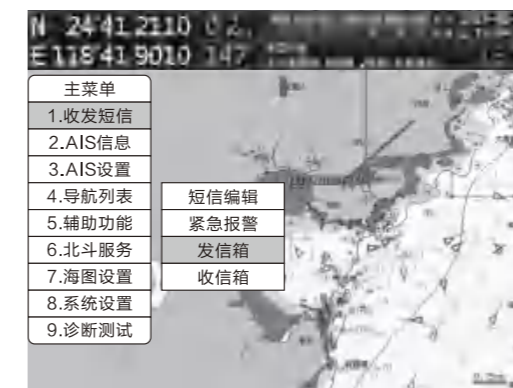 N 24 41.2110
E 118 41.9010
主菜单
1.收发短信
2.AIS信息
3.AIS设置
4.导航列表
5.辅助功能
6.北斗服务
7.海图设置
8.系统设置
9.诊断测试
短信编辑
紧急报警
发信箱
收信箱